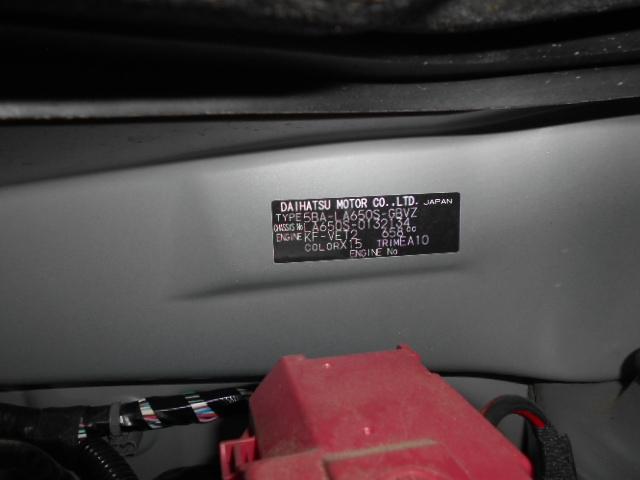 DAIHATSU MOTOR CO.,LTD. JAPAN
TYPE 5BA-LA650S-GBVZ
CHASSIS No LA650S-0132134
ENGINE KF-VET2 658cc
COLOR X15 TRIM EA10
ENGINE No